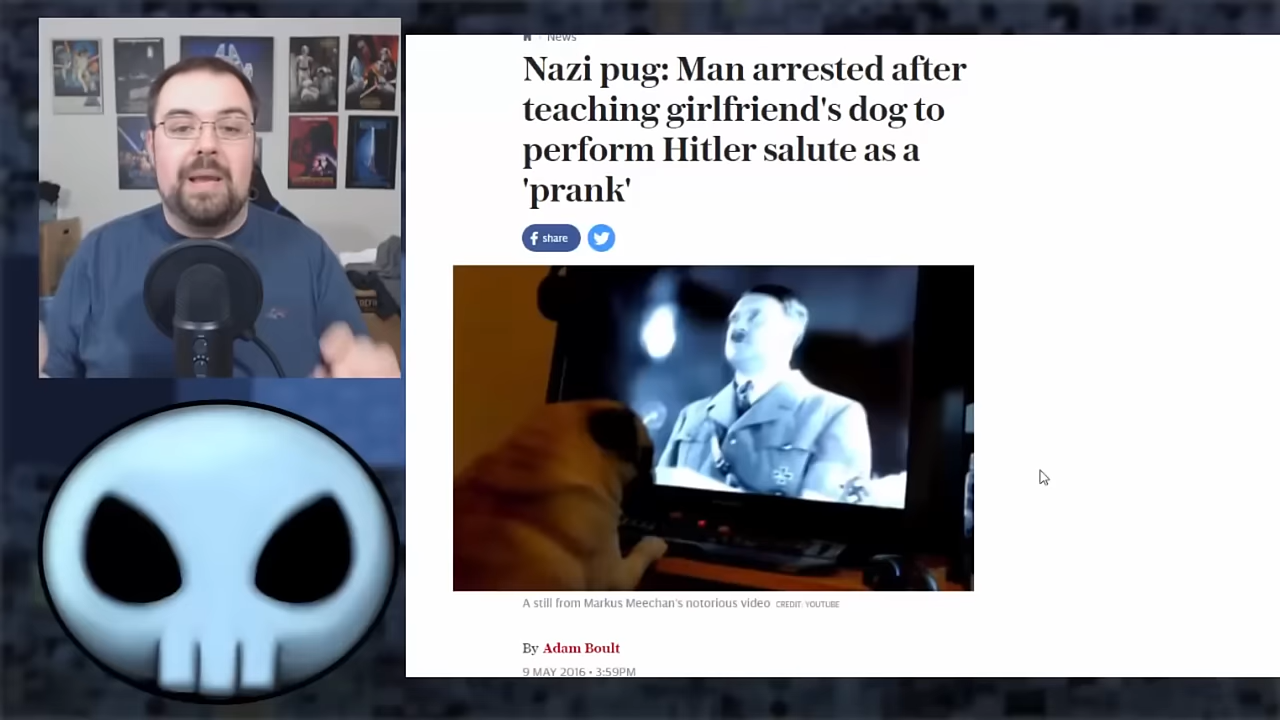 News
Nazi pug: Man arrested after
teaching girlfriend's dog to
perform Hitler salute as a
'prank'
share
A still from Markus Meechan's notorious video CREDIT: YOUTUBE
By Adam Boult
9 MAY 2016 • 3:59PM